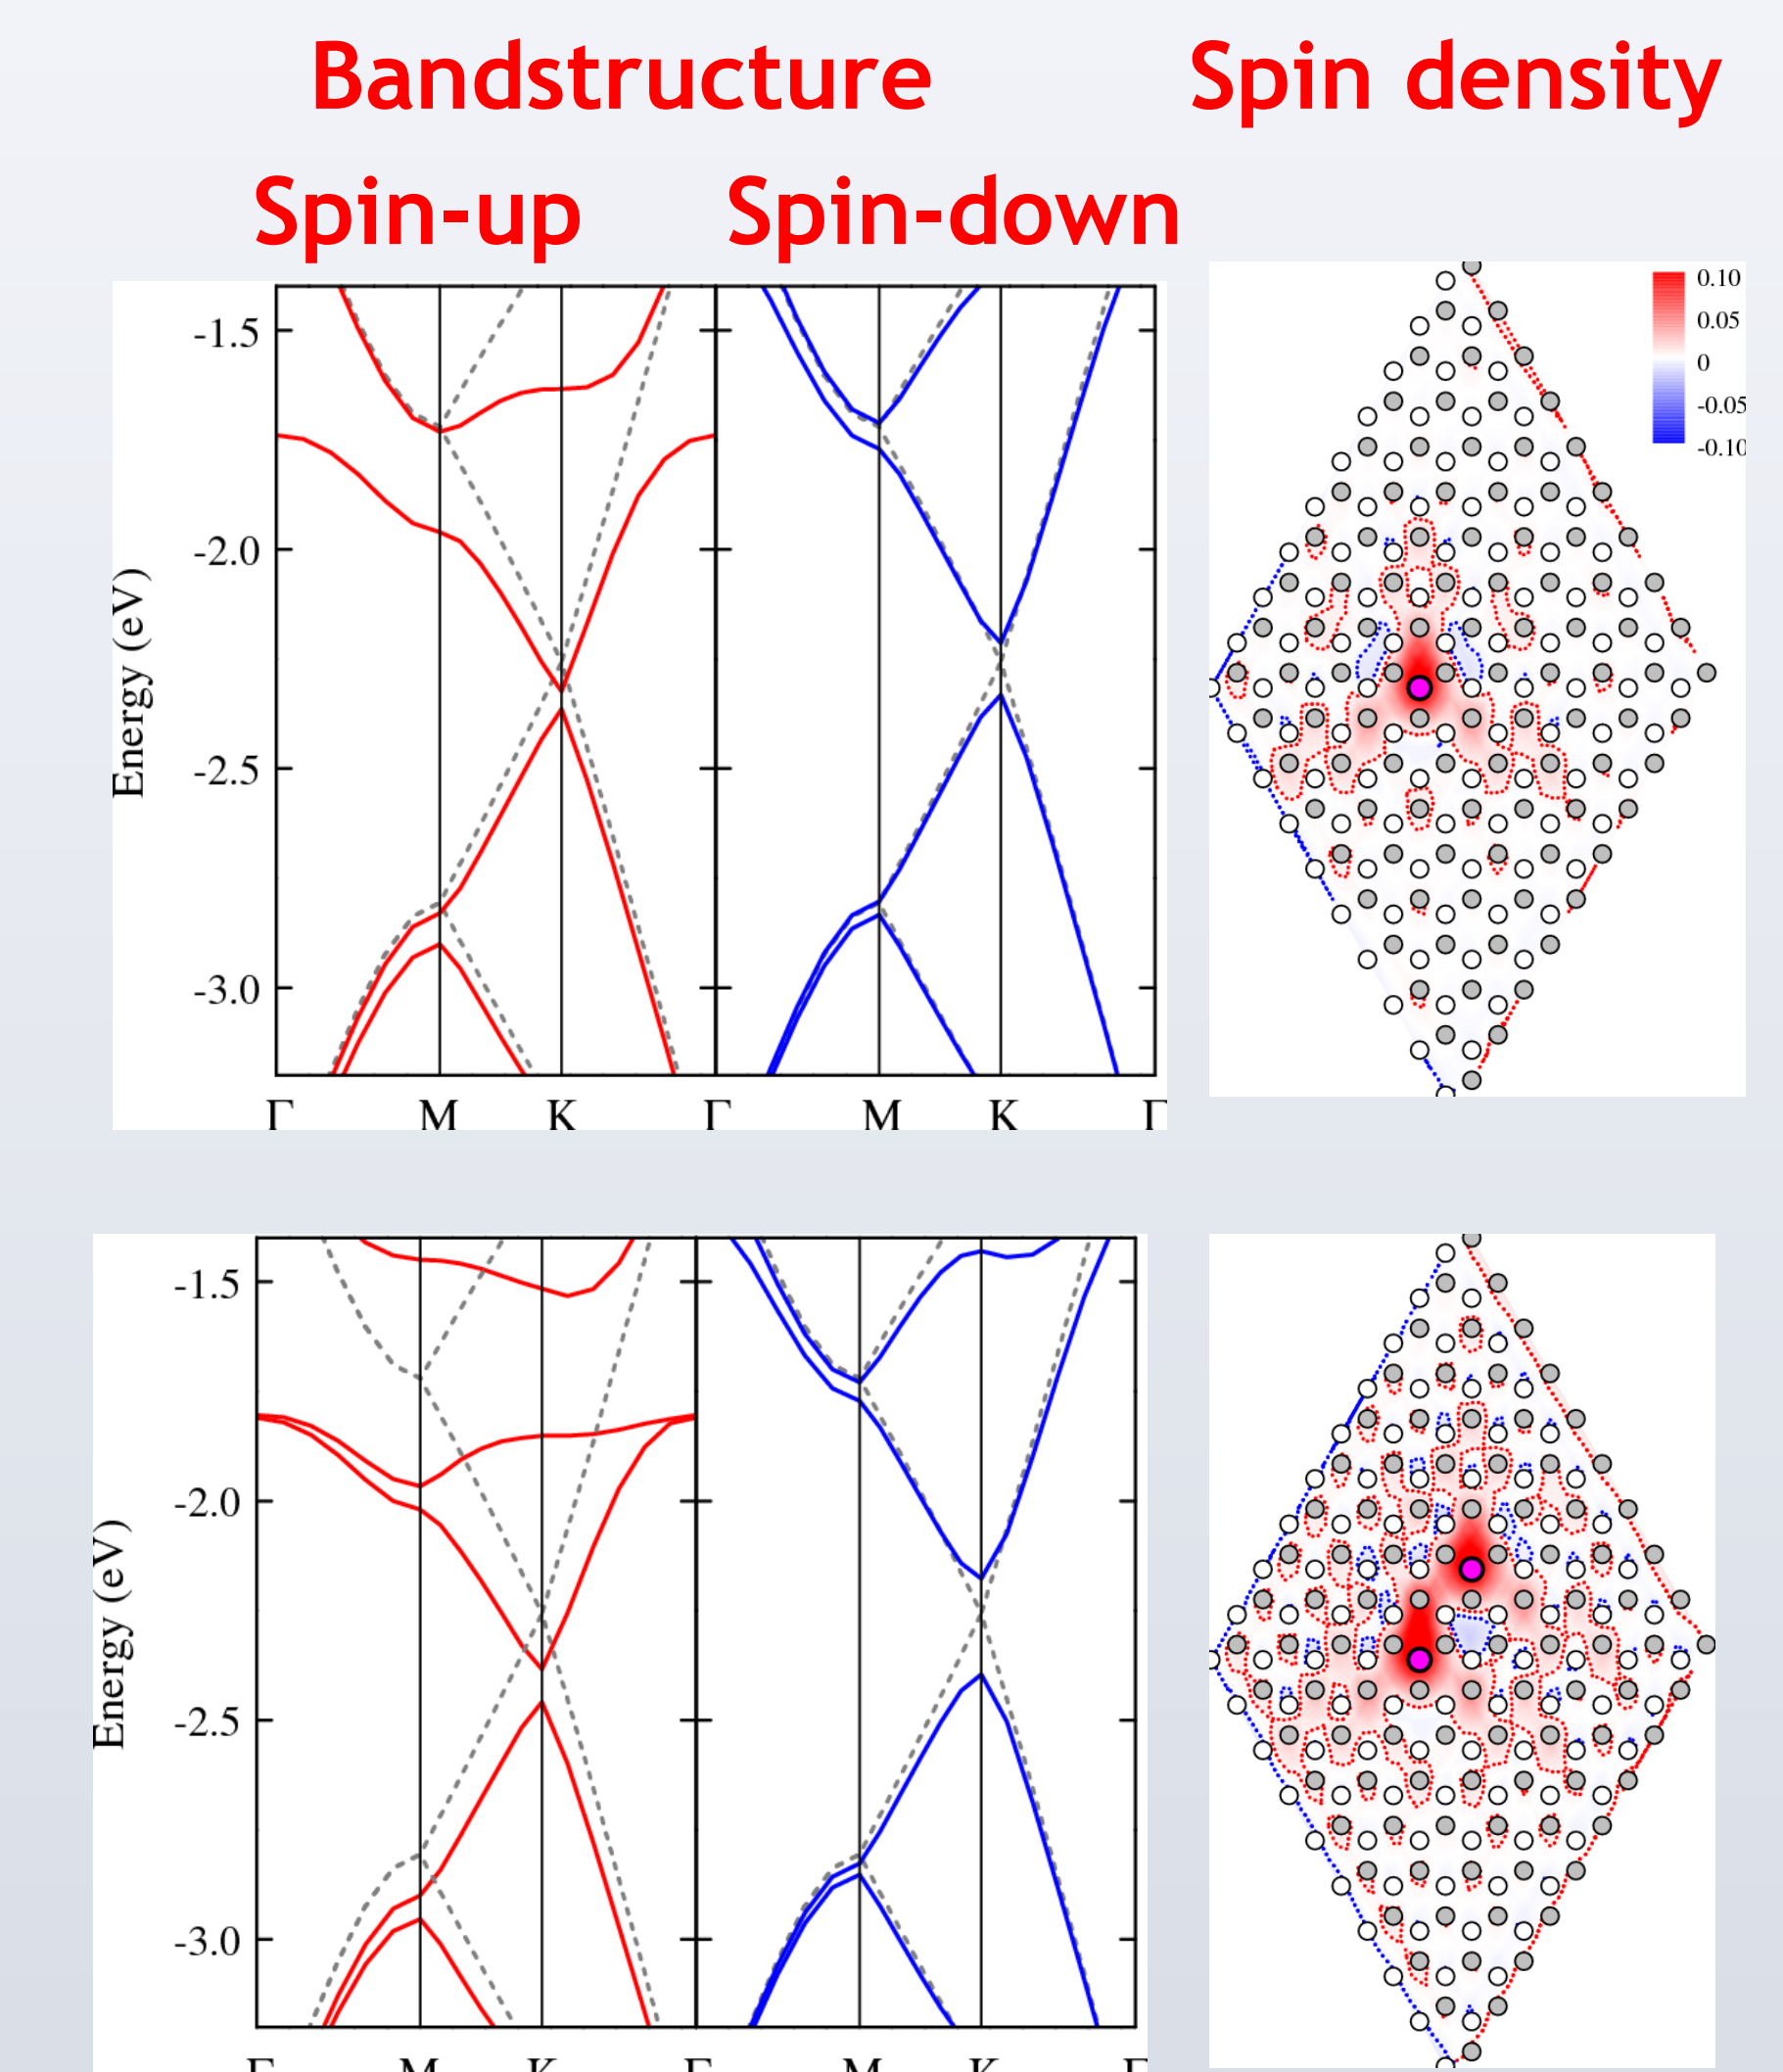 Bandstructure Spin density
Spin-up Spin-down
Energy (eV)
-1.5
-2.0
-2.5
-3.0
Γ M K Γ M K Γ
0.10
0.05
0
-0.05
-0.10
Energy (eV)
-1.5
-2.0
-2.5
-3.0
Γ M K Γ M K Γ